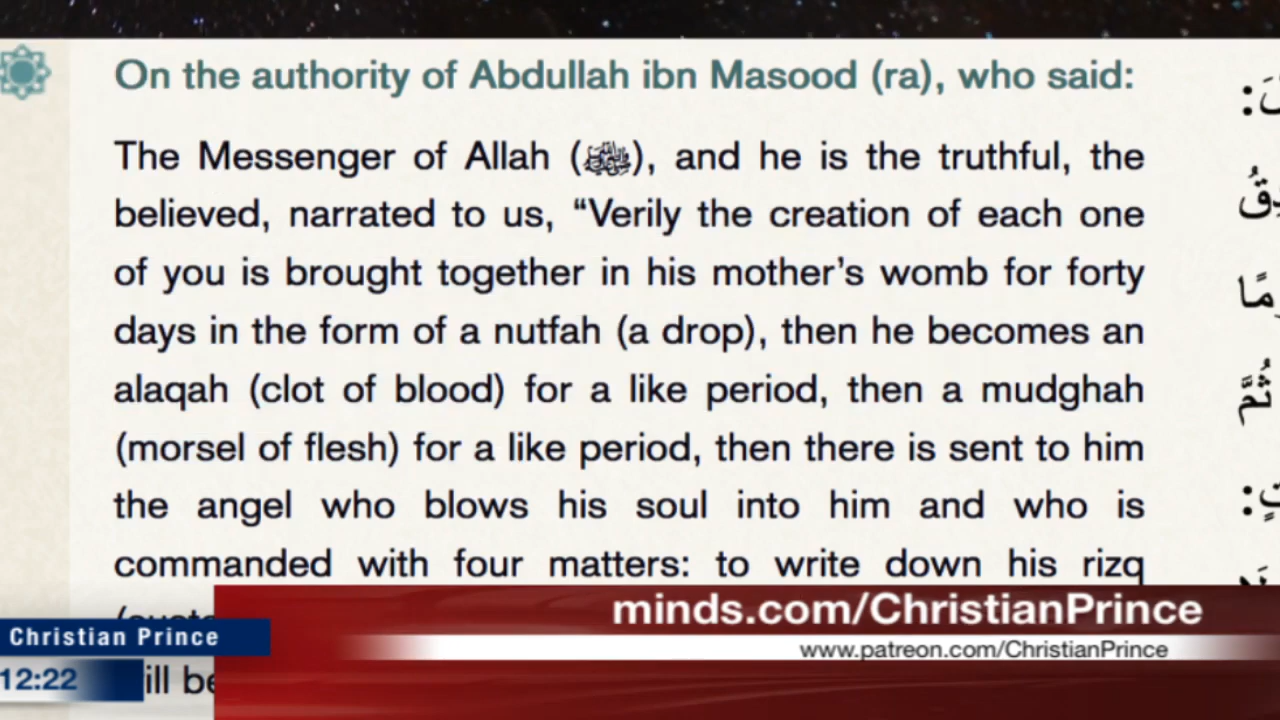 On the authority of Abdullah ibn Masood (ra), who said:
The Messenger of Allah (ﷺ), and he is the truthful, the
believed, narrated to us, “Verily the creation of each one
of you is brought together in his mother’s womb for forty
days in the form of a nutfah (a drop), then he becomes an
alaqah (clot of blood) for a like period, then a mudghah
(morsel of flesh) for a like period, then there is sent to him
the angel who blows his soul into him and who is
commanded with four matters: to write down his rizq
minds.com/ChristianPrince
Christian Prince
www.patreon.com/ChristianPrince
12:22